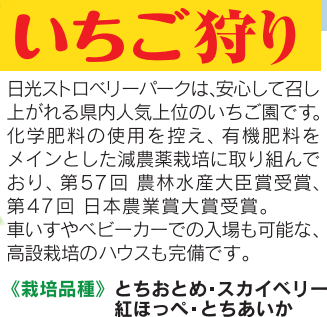 いちご狩り
日光ストロベリーパークは、安心して召し
上がれる県内人気上位のいちご園です。
化学肥料の使用を控え、有機肥料を
メインとした減農薬栽培に取り組んで
おり、第57回 農林水産大臣賞受賞、
第47回 日本農業賞大賞受賞。
車いすやベビーカーでの入場も可能な、
高設栽培のハウスも完備です。
《栽培品種》とちおとめ・スカイベリー
紅ほっぺ・とちあいか